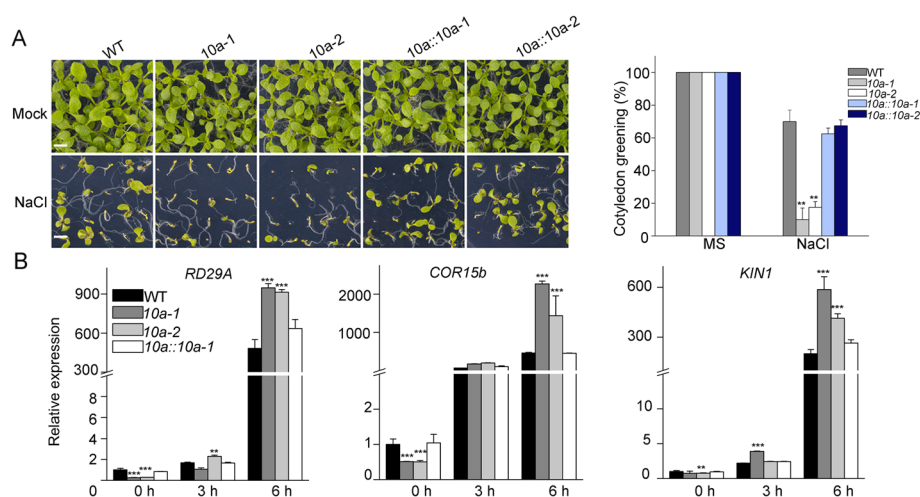 A
WT
10a-1
10a-2
10a::10a-1
10a::10a-2
Mock
NaCl
Cotyledon greening (%)
100
80
60
40
20
0
**
**
MS
NaCl
WT
10a-1
10a-2
10a::10a-1
10a::10a-2
B
Relative expression
RD29A
WT
10a-1
10a-2
10a::10a-1
900
600
300
8
6
4
2
0
***
***
**
***
***
0 h
3 h
6 h
COR15b
2000
1000
2
1
0
***
***
***
***
0 h
3 h
6 h
KIN1
600
300
10
5
0
**
***
***
***
0 h
3 h
6 h